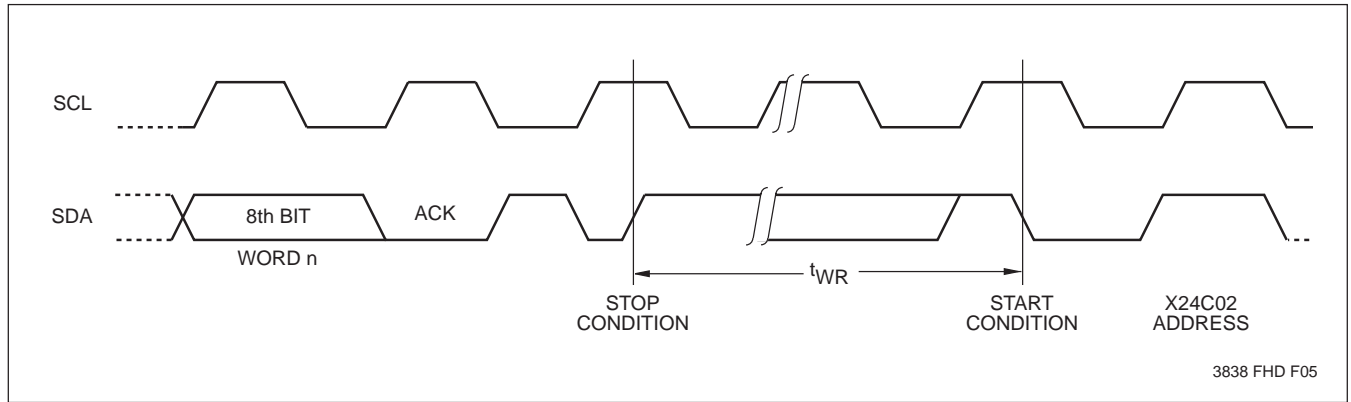 SCL
SDA
8th BIT
ACK
WORD n
tWR
STOP
CONDITION
START
CONDITION
X24C02
ADDRESS
3838 FHD F05